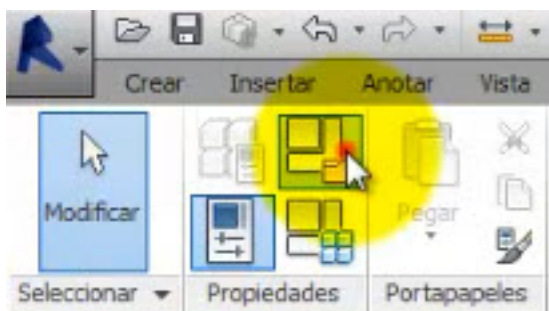 Crear Insertar Anotar Vista
Modificar
Pegar
Seleccionar Propiedades Portapapeles